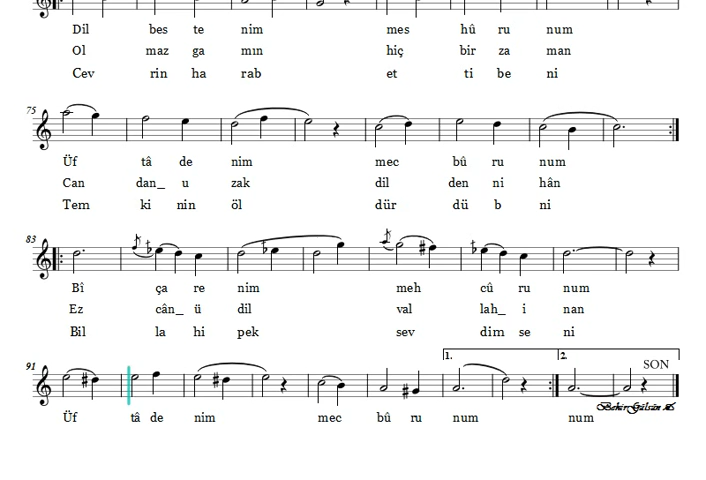 Dil bes te nim mes hû ru num
Ol maz ga mın hiç bir za man
Cev rin ha rab et ti be ni
75
Üf tâ de nim mec bû ru num
Can dan_ u zak dil den ni hân
Tem ki nin öl dür dü b ni
83
Bî ça re nim meh cû ru num
Ez cân_ ü dil val lah_ i nan
Bil la hi pek sev dim se ni
91
1. 2. SON
Üf tâ de nim mec bû ru num num
Bekir Gülsün